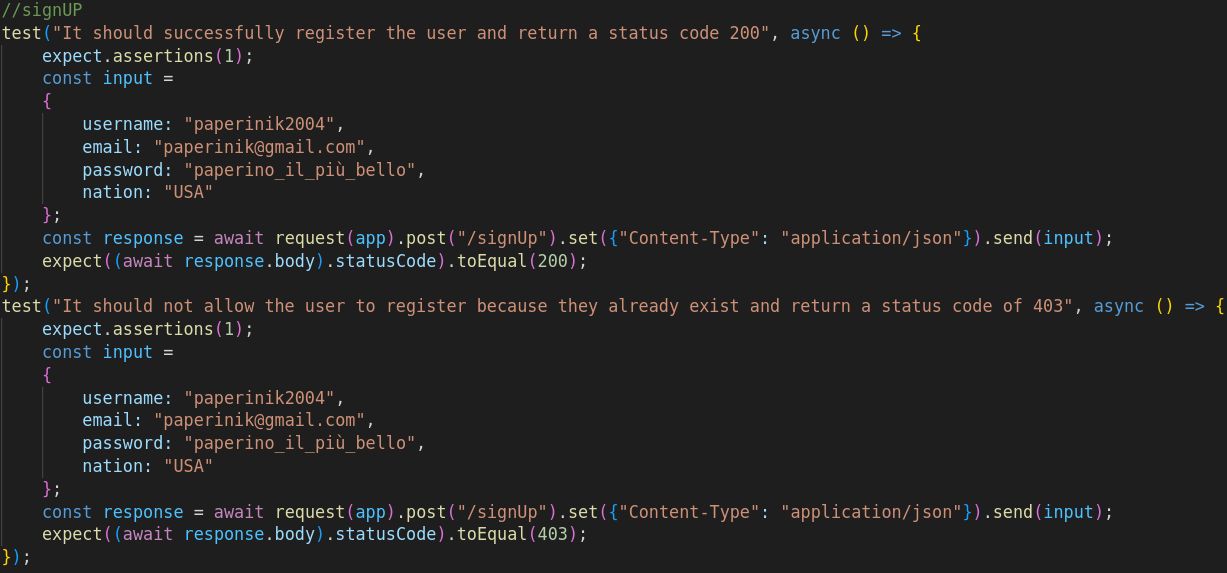 //signUP
test("It should successfully register the user and return a status code 200", async () => {
    expect.assertions(1);
    const input =
    {
        username: "paperinik2004",
        email: "paperinik@gmail.com",
        password: "paperino_il_più_bello",
        nation: "USA"
    };
    const response = await request(app).post("/signUp").set({"Content-Type": "application/json"}).send(input);
    expect((await response.body).statusCode).toEqual(200);
});
test("It should not allow the user to register because they already exist and return a status code of 403", async () => {
    expect.assertions(1);
    const input =
    {
        username: "paperinik2004",
        email: "paperinik@gmail.com",
        password: "paperino_il_più_bello",
        nation: "USA"
    };
    const response = await request(app).post("/signUp").set({"Content-Type": "application/json"}).send(input);
    expect((await response.body).statusCode).toEqual(403);
});